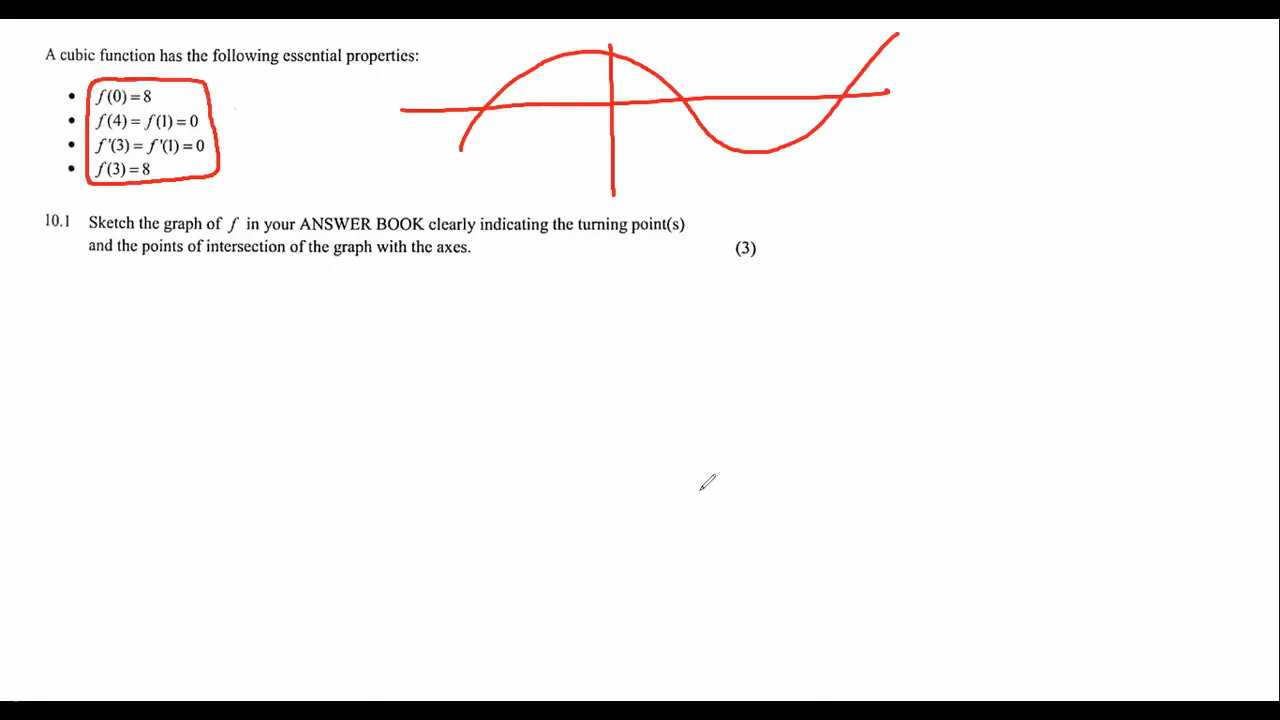 A cubic function has the following essential properties:
• f(0) = 8
• f(4) = f(1) = 0
• f'(3) = f'(1) = 0
• f(3) = 8
10.1 Sketch the graph of f in your ANSWER BOOK clearly indicating the turning point(s)
and the points of intersection of the graph with the axes. (3)